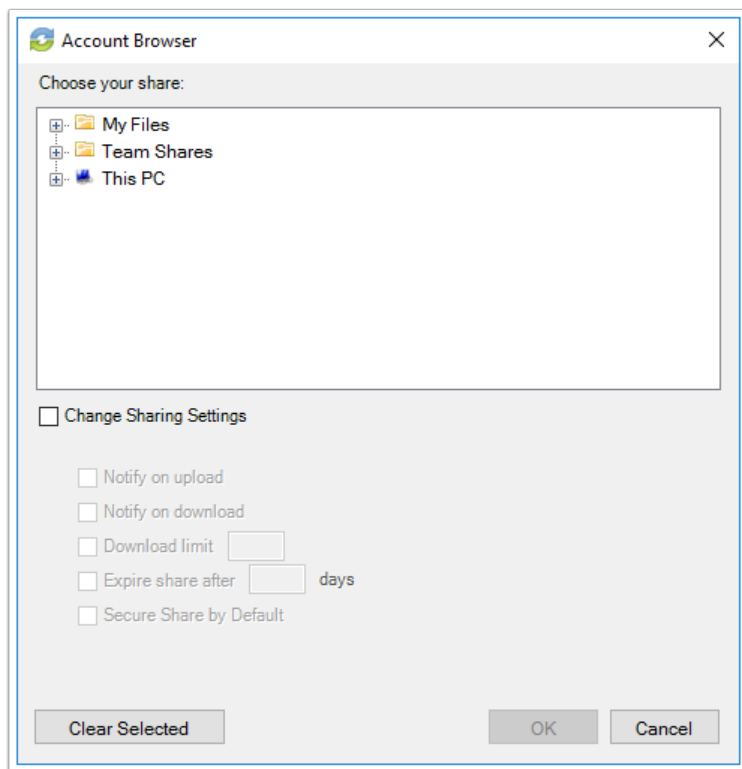 Account Browser
Choose your share:
My Files
Team Shares
This PC
Change Sharing Settings
Notify on upload
Notify on download
Download limit
Expire share after days
Secure Share by Default
Clear Selected OK Cancel